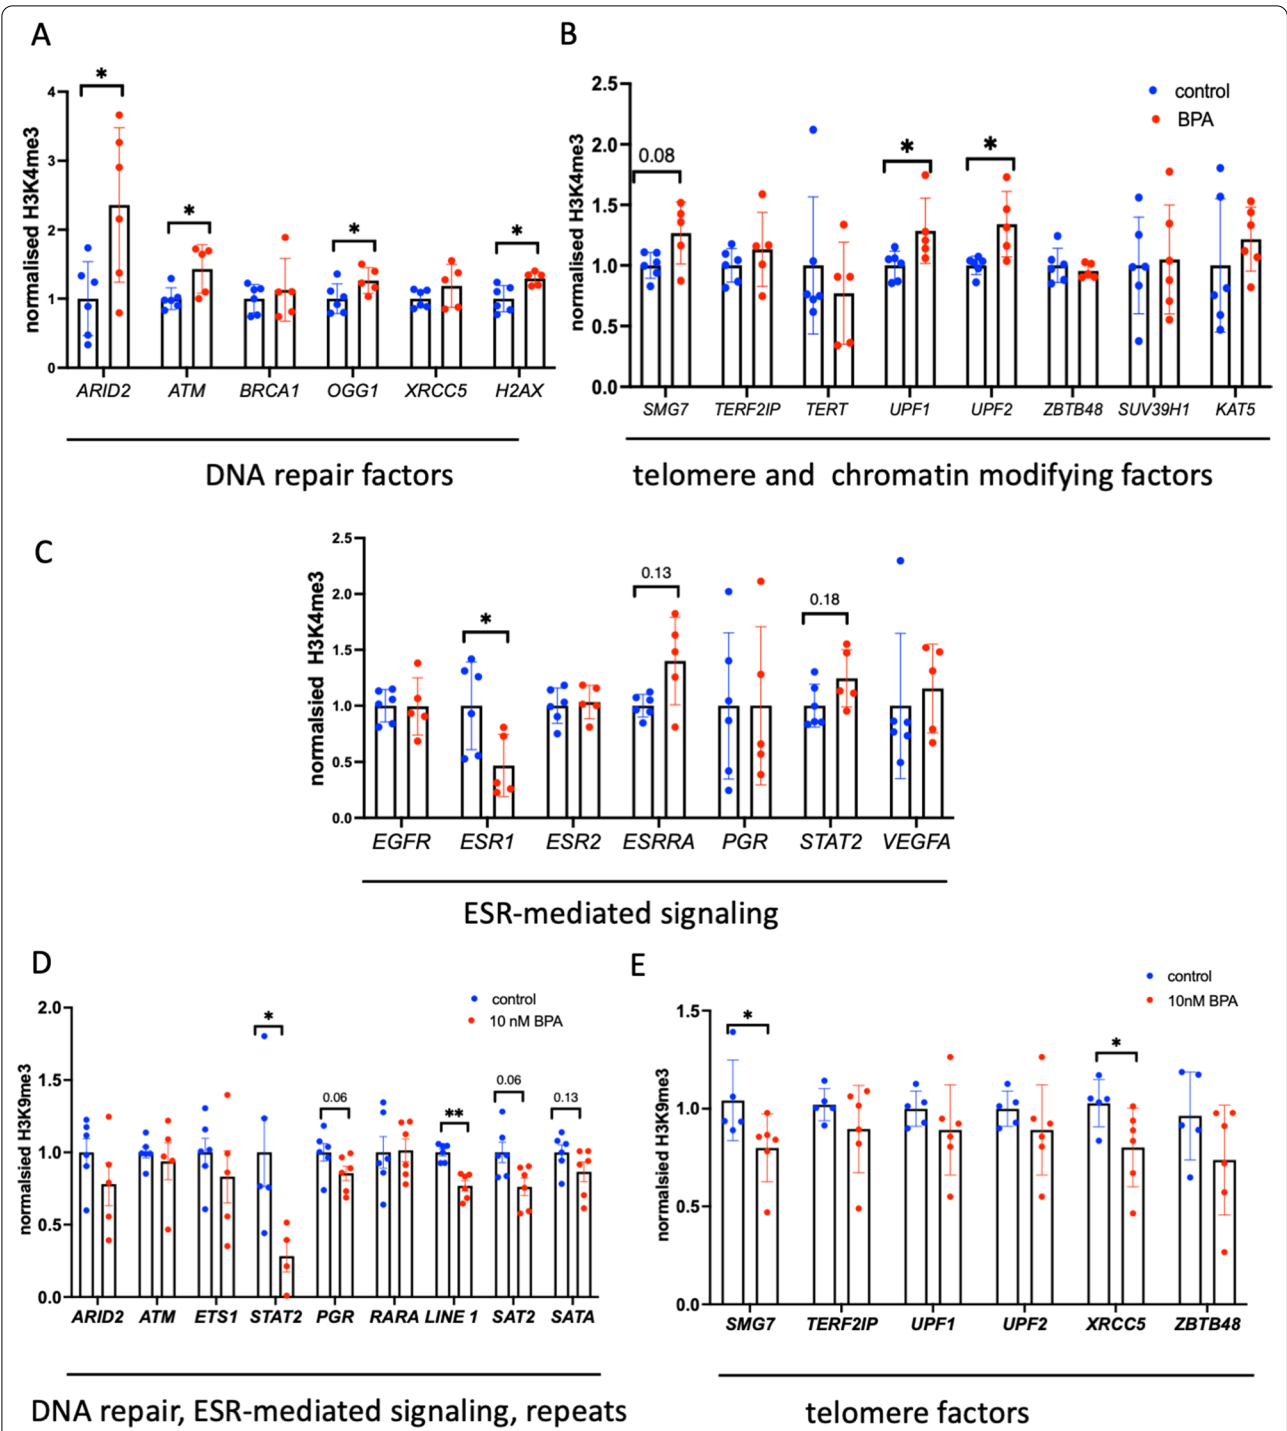 A
B
*
4
3
2
1
0
normalised H3K4me3
*
*
*
ARID2 ATM BRCA1 OGG1 XRCC5 H2AX
DNA repair factors
2.5
2.0
1.5
1.0
0.5
0.0
normalised H3K4me3
control
BPA
0.08
*
*
SMG7 TERF2IP TERT UPF1 UPF2 ZBTB48 SUV39H1 KAT5
telomere and chromatin modifying factors
C
2.5
2.0
1.5
1.0
0.5
0.0
normalsied H3K4me3
*
0.13
0.18
EGFR ESR1 ESR2 ESRRA PGR STAT2 VEGFA
ESR-mediated signaling
D
2.0
1.5
1.0
0.5
0.0
normalsied H3K9me3
control
10 nM BPA
*
0.06
**
0.06
0.13
ARID2 ATM ETS1 STAT2 PGR RARA LINE 1 SAT2 SATA
DNA repair, ESR-mediated signaling, repeats
E
1.5
1.0
0.5
0.0
normalsied H3K9me3
control
10nM BPA
*
*
SMG7 TERF2IP UPF1 UPF2 XRCC5 ZBTB48
telomere factors